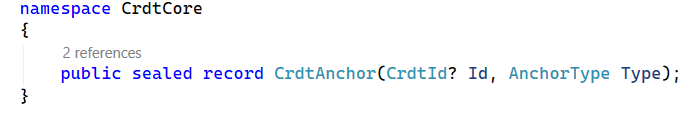 namespace CrdtCore
{
2 references
public sealed record CrdtAnchor(CrdtId? Id, AnchorType Type);
}